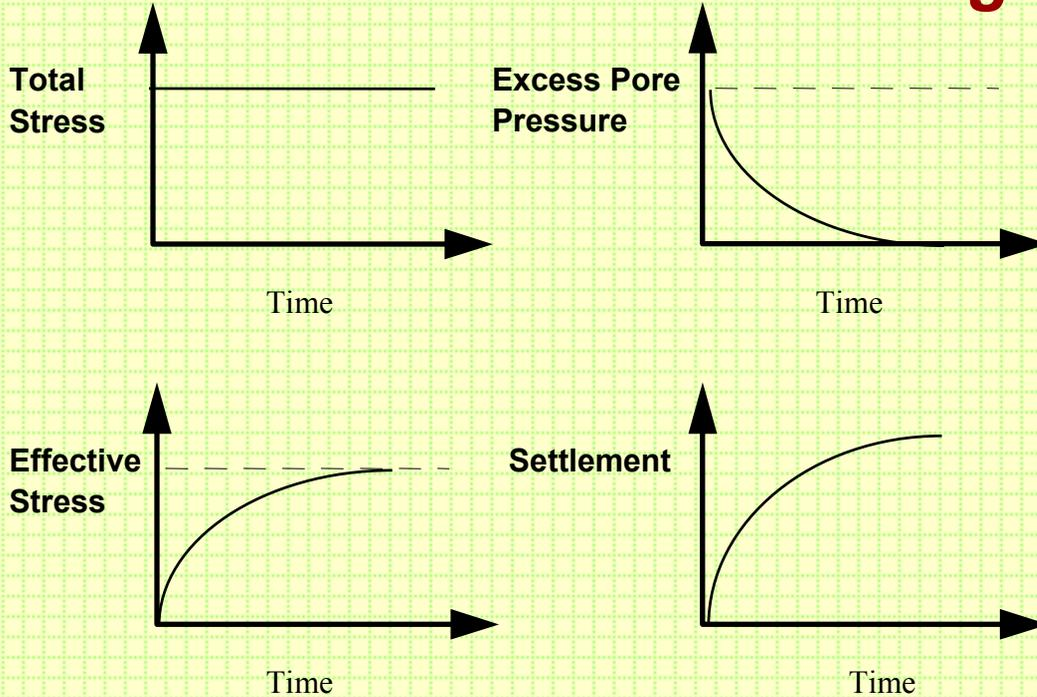 Total
Stress
Time
Excess Pore
Pressure
Time
Effective
Stress
Time
Settlement
Time